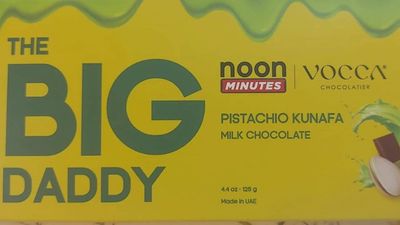 THE
BIG
DADDY
noon
MINUTES
VOCCA
CHOCOLATIER
PISTACHIO KUNAFA
MILK CHOCOLATE
4.4 oz - 125 g
Made in UAE